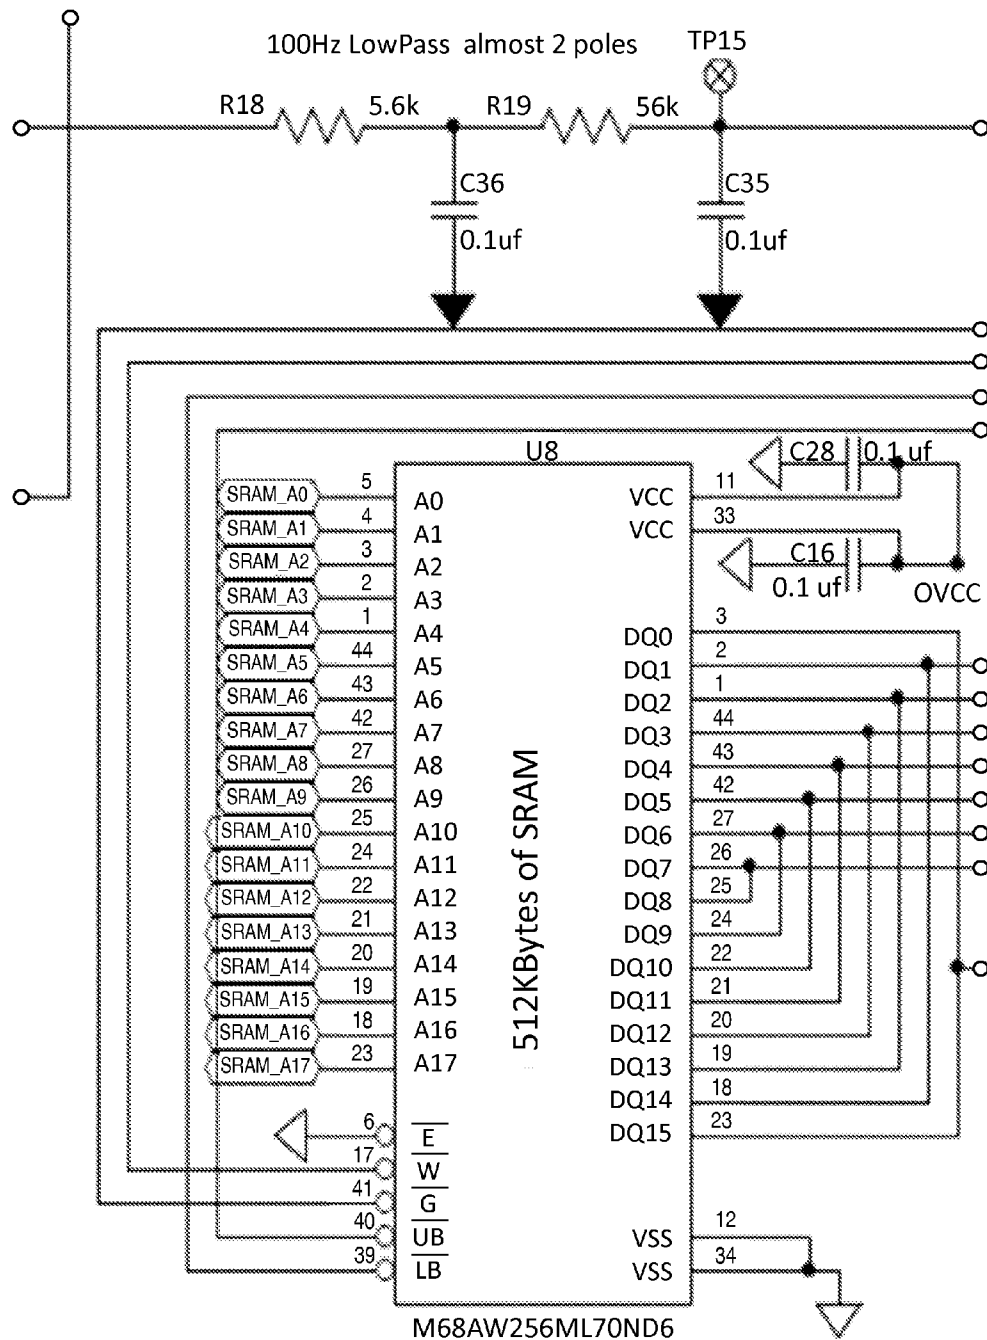 100Hz LowPass almost 2 poles
TP15
R18 5.6k R19 56k
C36 C35
0.1uf 0.1uf
U8
C28 0.1 uf
SRAM_A0 5 A0 VCC 11
SRAM_A1 4 A1 VCC 33
SRAM_A2 3 A2 C16
0.1 uf OVCC
SRAM_A3 2 A3
SRAM_A4 1 A4 DQ0 3
SRAM_A5 44 A5 DQ1 2
SRAM_A6 43 A6 DQ2 1
SRAM_A7 42 A7 DQ3 44
SRAM_A8 27 A8 DQ4 43
SRAM_A9 26 A9 DQ5 42
SRAM_A10 25 A10 DQ6 27
SRAM_A11 24 A11 DQ7 26
SRAM_A12 22 A12 DQ8 25
SRAM_A13 21 A13 DQ9 24
SRAM_A14 20 A14 DQ10 22
SRAM_A15 19 A15 DQ11 21
SRAM_A16 18 A16 DQ12 20
SRAM_A17 23 A17 DQ13 19
DQ14 18
6 E DQ15 23
17 W
41 G
40 UB VSS 12
39 LB VSS 34
512KBytes of SRAM
M68AW256ML70ND6